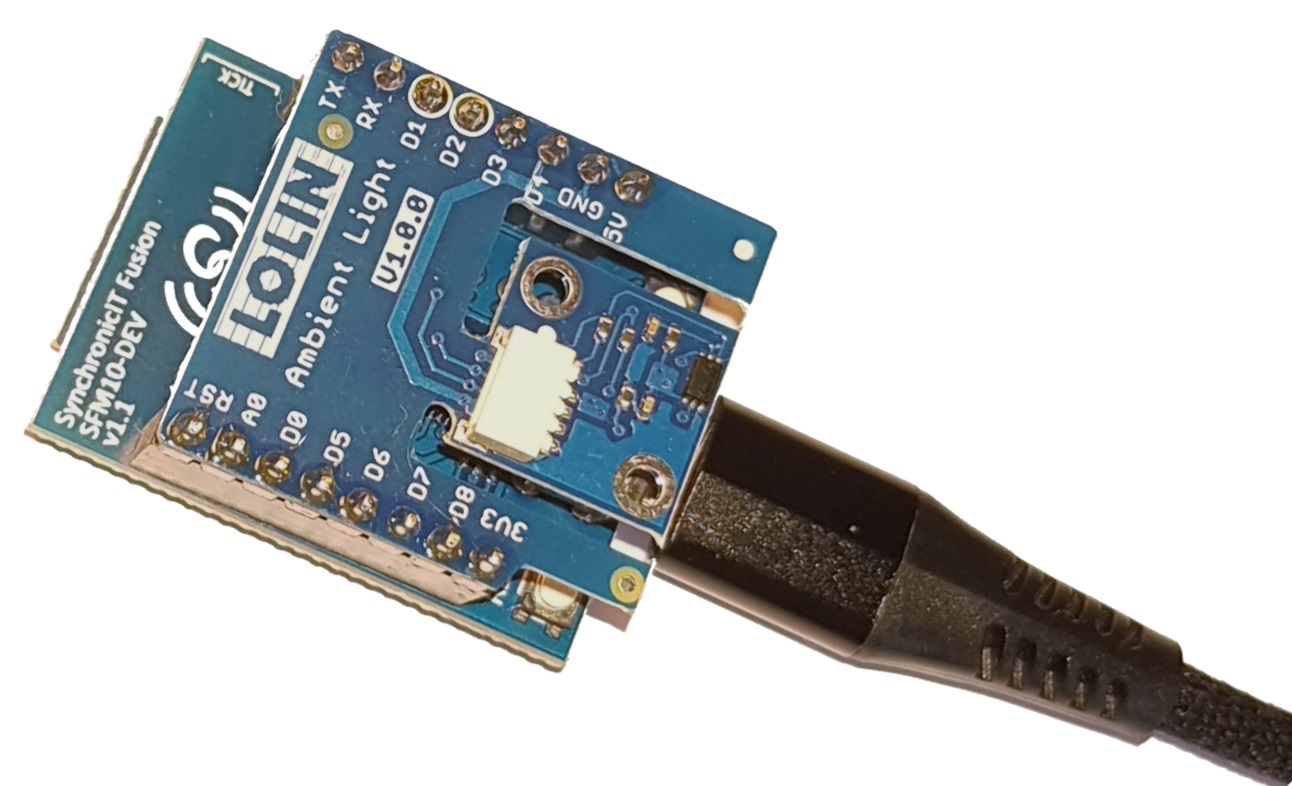 TICK
SynchronicIT Fusion
SFM10-DEV
v1.1
TX
RX
D1
D2
D3
D4
GND
5V
LOLIN
Ambient Light
V1.0.0
RST
A0
D0
D5
D6
D7
D8
3V3